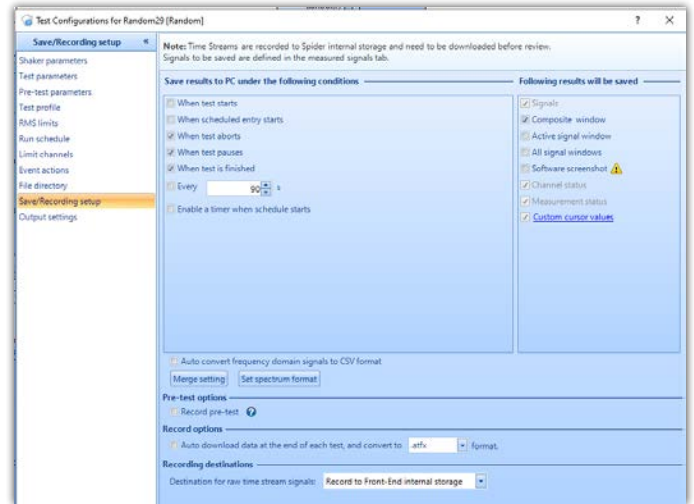 Test Configurations for Random29 [Random]
? ×
Save/Recording setup «
Shaker parameters
Test parameters
Pre-test parameters
Test profile
RMS limits
Run schedule
Limit channels
Event actions
File directory
Save/Recording setup
Output settings
Note: Time Streams are recorded to Spider internal storage and need to be downloaded before review.
Signals to be saved are defined in the measured signals tab.
Save results to PC under the following conditions
When test starts
When scheduled entry starts
When test aborts
When test pauses
When test is finished
Every 90 s
Enable a timer when schedule starts
Following results will be saved
Signals
Composite window
Active signal window
All signal windows
Software screenshot
Channel status
Measurement status
Custom cursor values
Auto convert frequency domain signals to CSV format
Merge setting Set spectrum format
Pre-test options
Record pre-test ?
Record options
Auto download data at the end of each test, and convert to .atfx format.
Recording destinations
Destination for raw time stream signals: Record to Front-End internal storage